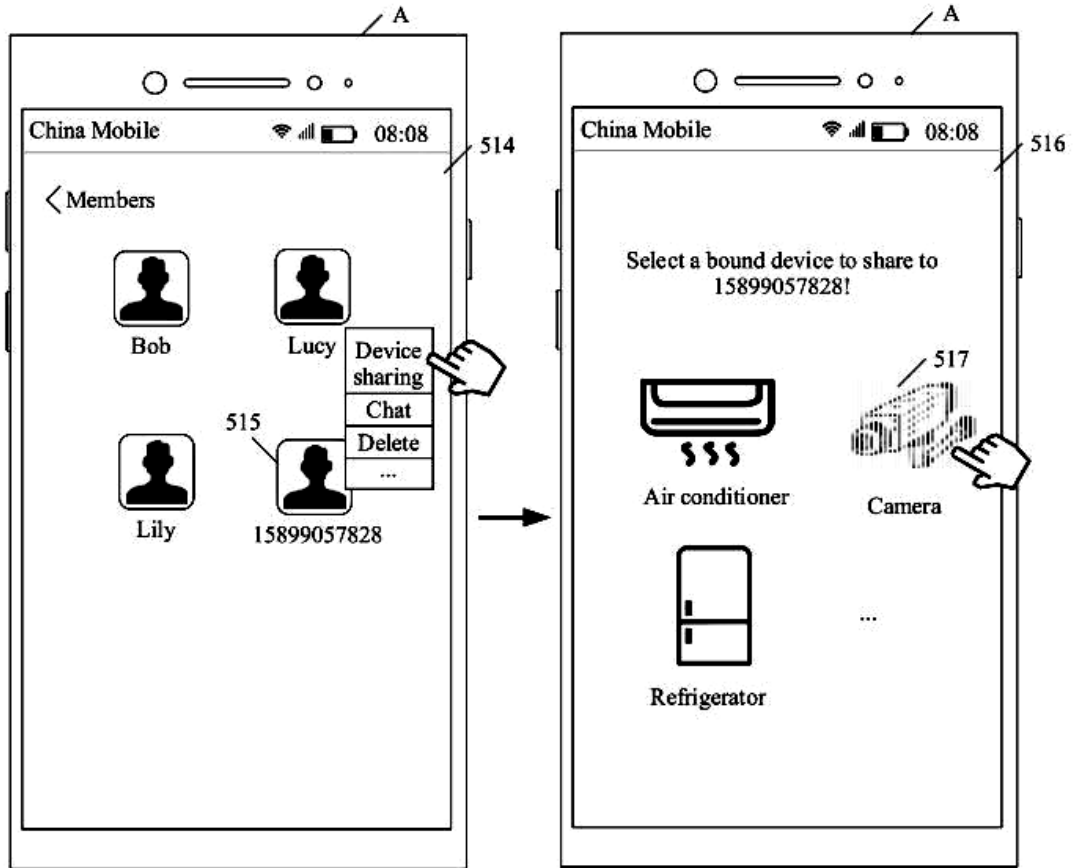 A
China Mobile
08:08
514
Members
Bob
Lucy
Device
sharing
Chat
Delete
...
515
Lily
15899057828
A
China Mobile
08:08
516
Select a bound device to share to
15899057828!
517
Air conditioner
Camera
Refrigerator
...